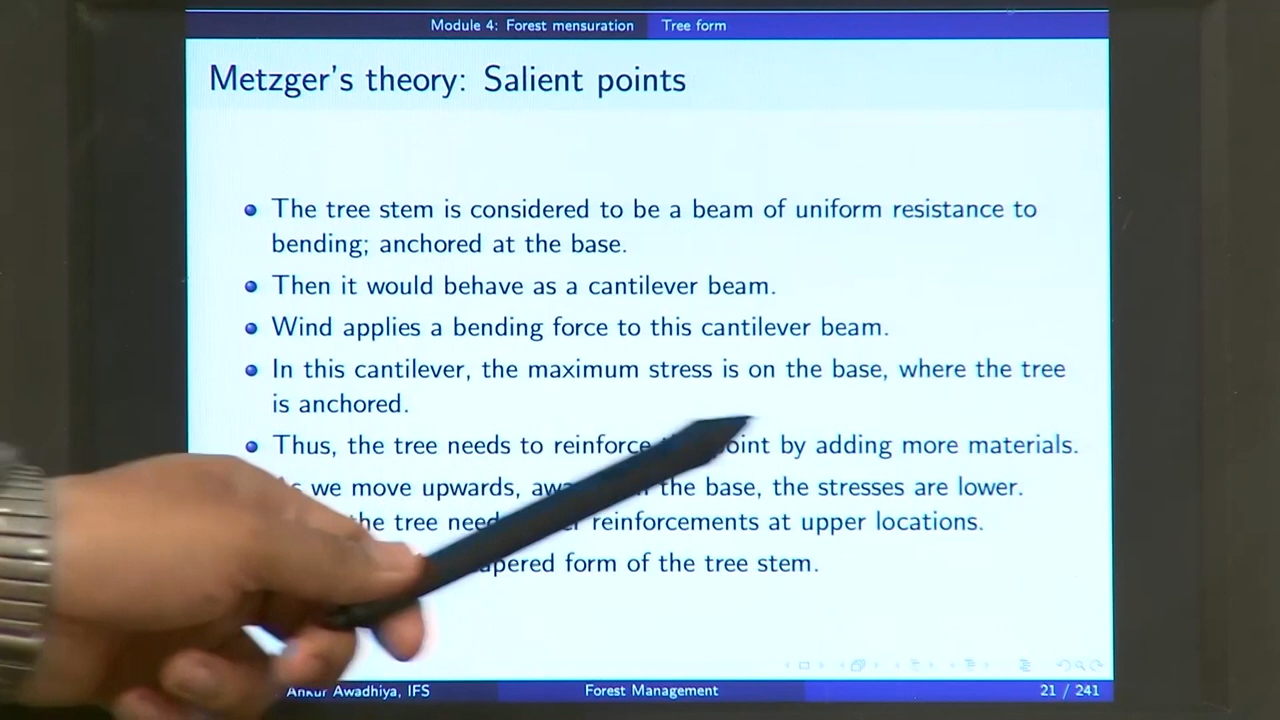 Module 4: Forest mensuration Tree form
Metzger's theory: Salient points
The tree stem is considered to be a beam of uniform resistance to
bending; anchored at the base.
Then it would behave as a cantilever beam.
Wind applies a bending force to this cantilever beam.
In this cantilever, the maximum stress is on the base, where the tree
is anchored.
Thus, the tree needs to reinforce point by adding more materials.
we move upwards, the base, the stresses are lower.
the tree reinforcements at upper locations.
form of the tree stem.
Ankur Awadhiya, IFS Forest Management 21 / 241